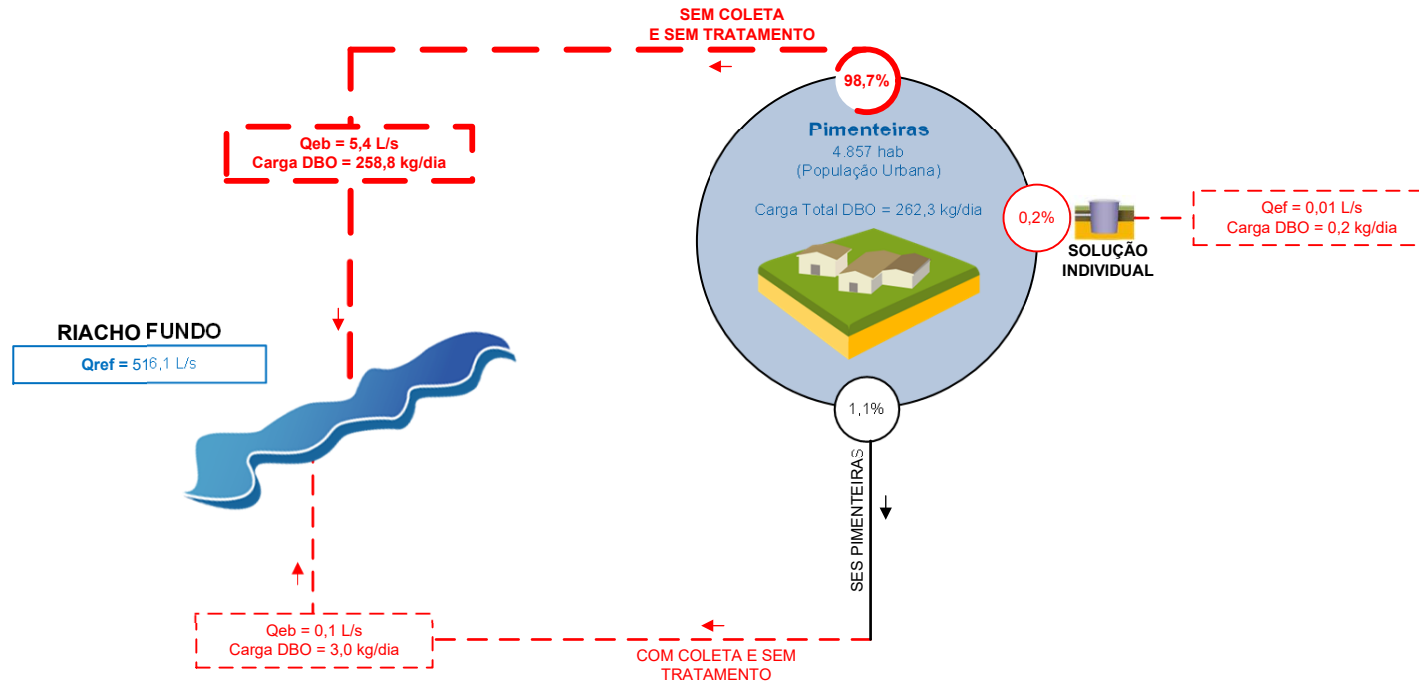 SEM COLETA
E SEM TRATAMENTO
98,7%
Qeb = 5,4 L/s
Carga DBO = 258,8 kg/dia
Pimenteiras
4.857 hab
(População Urbana)
Carga Total DBO = 262,3 kg/dia
0,2%
SOLUÇÃO
INDIVIDUAL
Qef = 0,01 L/s
Carga DBO = 0,2 kg/dia
RIACHO FUNDO
Qref = 516,1 L/s
1,1%
SES PIMENTEIRAS
Qeb = 0,1 L/s
Carga DBO = 3,0 kg/dia
COM COLETA E SEM
TRATAMENTO